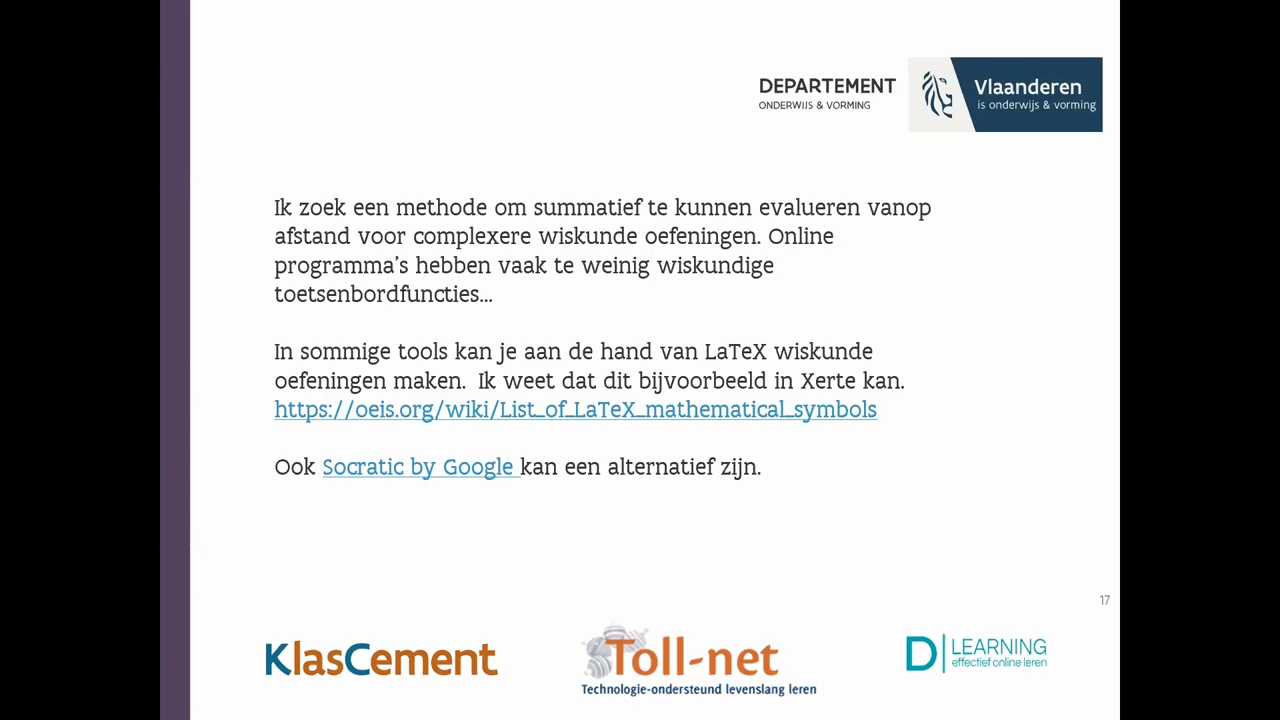 DEPARTEMENT
ONDERWIJS & VORMING
Vlaanderen
is onderwijs & vorming
Ik zoek een methode om summatief te kunnen evalueren vanop
afstand voor complexere wiskunde oefeningen. Online
programma's hebben vaak te weinig wiskundige
toetsenbordfuncties...
In sommige tools kan je aan de hand van LaTeX wiskunde
oefeningen maken.  Ik weet dat dit bijvoorbeeld in Xerte kan.
https://oeis.org/wiki/List_of_LaTeX_mathematical_symbols
Ook Socratic by Google kan een alternatief zijn.
17
KlasCement
Toll-net
Technologie-ondersteund levenslang leren
D LEARNING
effectief online leren